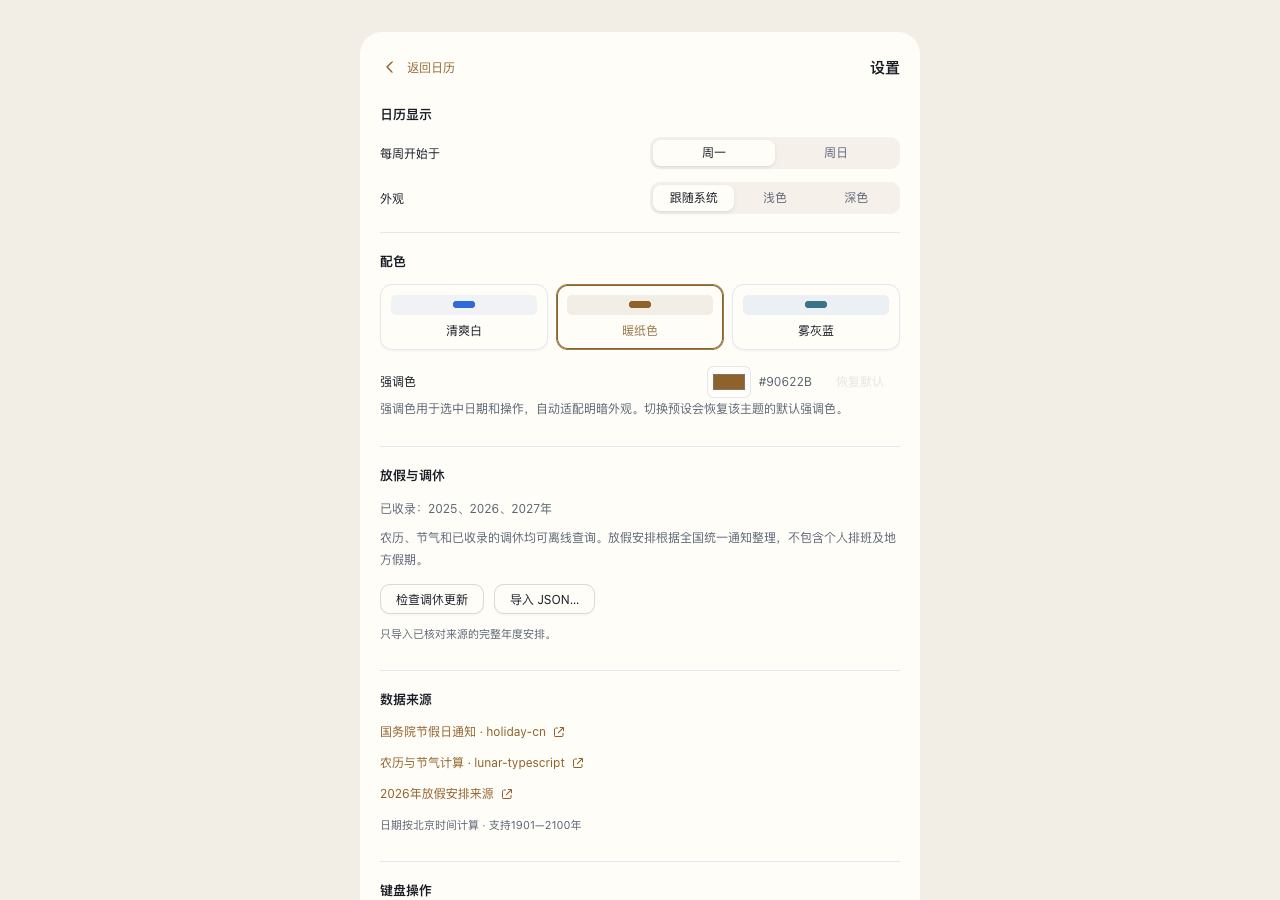 返回日历
设置
日历显示
每周开始于
周一
周日
外观
跟随系统
浅色
深色
配色
清爽白
暖纸色
雾灰蓝
强调色
#90622B
恢复默认
强调色用于选中日期和操作，自动适配明暗外观。切换预设会恢复该主题的默认强调色。
放假与调休
已收录：2025、2026、2027年
农历、节气和已收录的调休均可离线查询。放假安排根据全国统一通知整理，不包含个人排班及地
方假期。
检查调休更新
导入 JSON...
只导入已核对来源的完整年度安排。
数据来源
国务院节假日通知 · holiday-cn
农历与节气计算 · lunar-typescript
2026年放假安排来源
日期按北京时间计算 · 支持1901—2100年
键盘操作